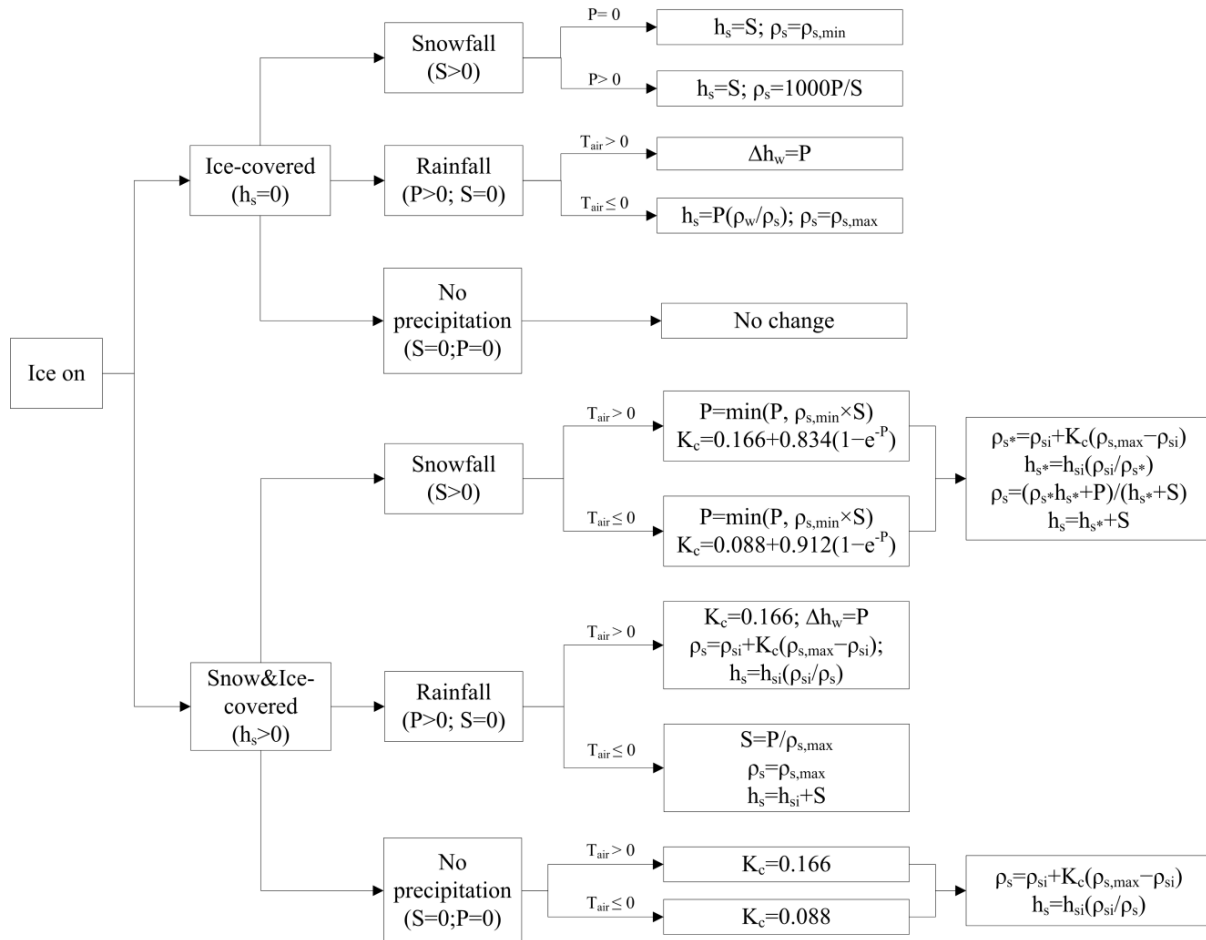 Ice on
Ice-covered
(hₛ=0)
Snowfall
(S>0)
P= 0
hₛ=S; ρₛ=ρₛ,min
P> 0
hₛ=S; ρₛ=1000P/S
Rainfall
(P>0; S=0)
Tair > 0
Δhw=P
Tair ≤ 0
hₛ=P(ρw/ρₛ); ρₛ=ρₛ,max
No
precipitation
(S=0;P=0)
No change
Snow&Ice-
covered
(hₛ>0)
Snowfall
(S>0)
Tair > 0
P=min(P, ρₛ,min×S)
Kc=0.166+0.834(1−e⁻ᴾ)
Tair ≤ 0
P=min(P, ρₛ,min×S)
Kc=0.088+0.912(1−e⁻ᴾ)
ρₛ*=ρₛi+Kc(ρₛ,max−ρₛi)
hₛ*=hₛi(ρₛi/ρₛ*)
ρₛ=(ρₛ*hₛ*+P)/(hₛ*+S)
hₛ=hₛ*+S
Rainfall
(P>0; S=0)
Tair > 0
Kc=0.166; Δhw=P
ρₛ=ρₛi+Kc(ρₛ,max−ρₛi);
hₛ=hₛi(ρₛi/ρₛ)
Tair ≤ 0
S=P/ρₛ,max
ρₛ=ρₛ,max
hₛ=hₛi+S
No
precipitation
(S=0;P=0)
Tair > 0
Kc=0.166
Tair ≤ 0
Kc=0.088
ρₛ=ρₛi+Kc(ρₛ,max−ρₛi)
hₛ=hₛi(ρₛi/ρₛ)